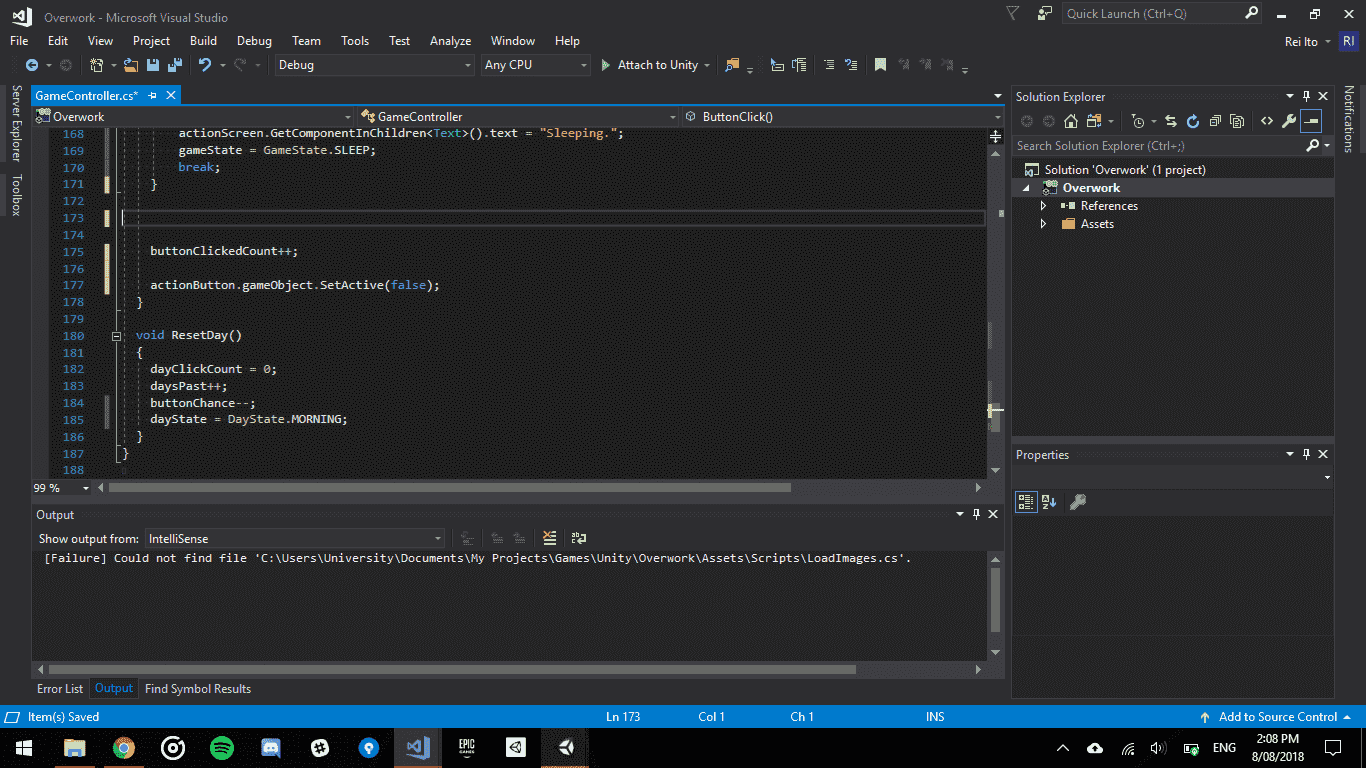 Overwork - Microsoft Visual Studio
Quick Launch (Ctrl+Q)
File Edit View Project Build Debug Team Tools Test Analyze Window Help
Rei Ito RI
Debug Any CPU Attach to Unity
Server Explorer
Toolbox
GameController.cs*
Overwork GameController ButtonClick()
168 actionScreen.GetComponentInChildren<Text>().text = "Sleeping.";
169 gameState = GameState.SLEEP;
170 break;
171 }
172
173
174
175 buttonClickedCount++;
176
177 actionButton.gameObject.SetActive(false);
178 }
179
180 void ResetDay()
181 {
182 dayClickCount = 0;
183 daysPast++;
184 buttonChance--;
185 dayState = DayState.MORNING;
186 }
187 }
188
99 %
Output
Show output from: IntelliSense
[Failure] Could not find file 'C:\Users\University\Documents\My Projects\Games\Unity\Overwork\Assets\Scripts\LoadImages.cs'.
Error List Output Find Symbol Results
Solution Explorer
Search Solution Explorer (Ctrl+;)
Solution 'Overwork' (1 project)
Overwork
References
Assets
Properties
Notifications
Item(s) Saved Ln 173 Col 1 Ch 1 INS Add to Source Control
EPIC GAMES
ENG
2:08 PM
8/08/2018